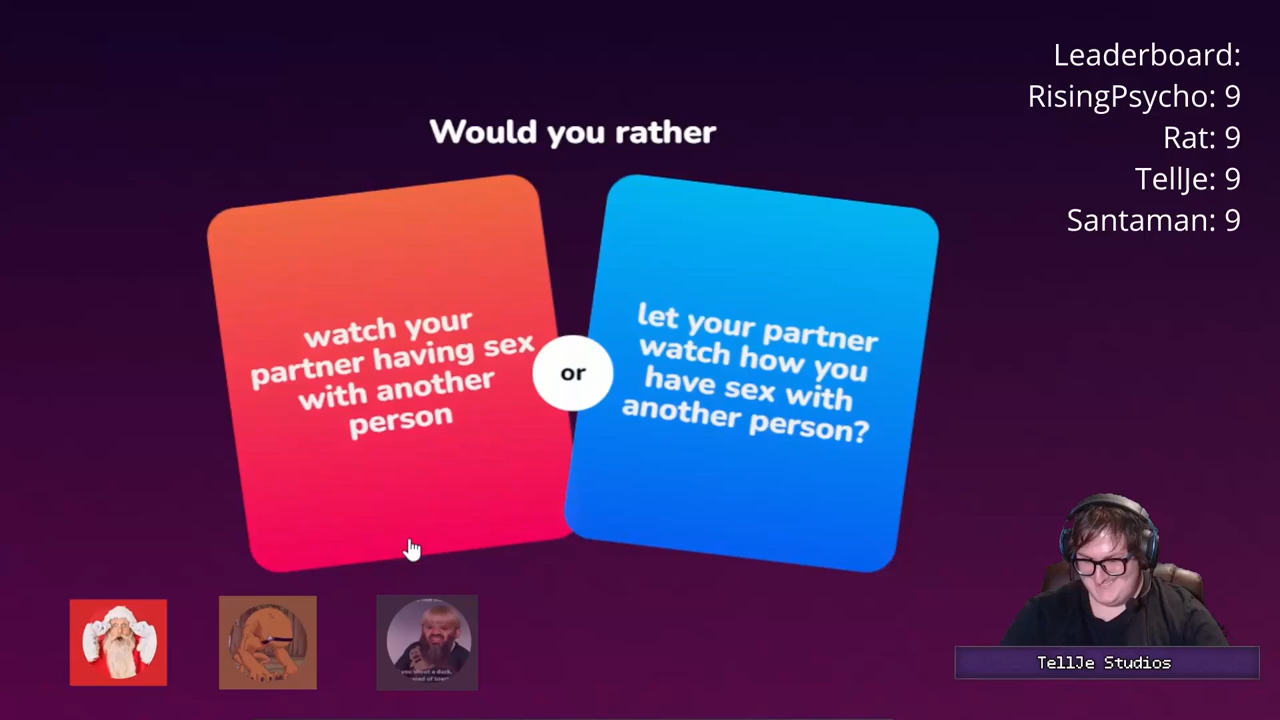 Leaderboard:
RisingPsycho: 9
Rat: 9
TellJe: 9
Santaman: 9
Would you rather
watch your
partner having sex
with another
person
or
let your partner
watch how you
have sex with
another person?
TellJe Studios